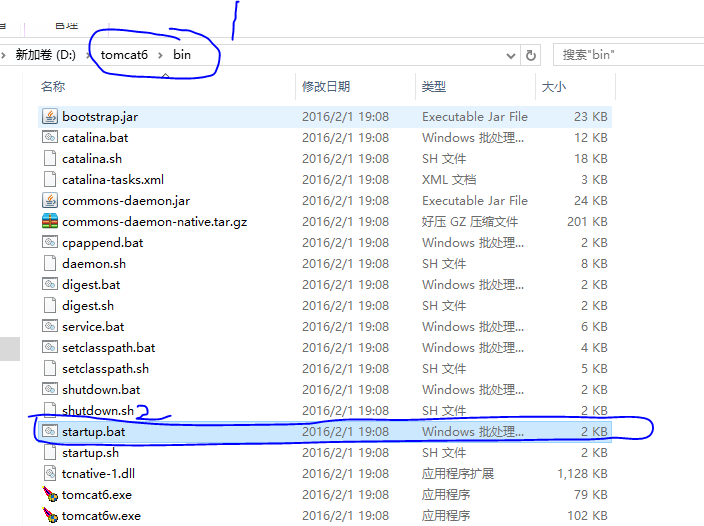 管理
1
新加卷 (D:) > tomcat6 > bin
搜索"bin"
名称 修改日期 类型 大小
bootstrap.jar 2016/2/1 19:08 Executable Jar File 23 KB
catalina.bat 2016/2/1 19:08 Windows 批处理... 12 KB
catalina.sh 2016/2/1 19:08 SH 文件 18 KB
catalina-tasks.xml 2016/2/1 19:08 XML 文档 3 KB
commons-daemon.jar 2016/2/1 19:08 Executable Jar File 24 KB
commons-daemon-native.tar.gz 2016/2/1 19:08 好压 GZ 压缩文件 201 KB
cpappend.bat 2016/2/1 19:08 Windows 批处理... 2 KB
daemon.sh 2016/2/1 19:08 SH 文件 8 KB
digest.bat 2016/2/1 19:08 Windows 批处理... 2 KB
digest.sh 2016/2/1 19:08 SH 文件 2 KB
service.bat 2016/2/1 19:08 Windows 批处理... 6 KB
setclasspath.bat 2016/2/1 19:08 Windows 批处理... 4 KB
setclasspath.sh 2016/2/1 19:08 SH 文件 5 KB
shutdown.bat 2016/2/1 19:08 Windows 批处理... 2 KB
shutdown.sh 2 2016/2/1 19:08 SH 文件 2 KB
startup.bat 2016/2/1 19:08 Windows 批处理... 2 KB
startup.sh 2016/2/1 19:08 SH 文件 2 KB
tcnative-1.dll 2016/2/1 19:08 应用程序扩展 1,128 KB
tomcat6.exe 2016/2/1 19:08 应用程序 79 KB
tomcat6w.exe 2016/2/1 19:08 应用程序 102 KB